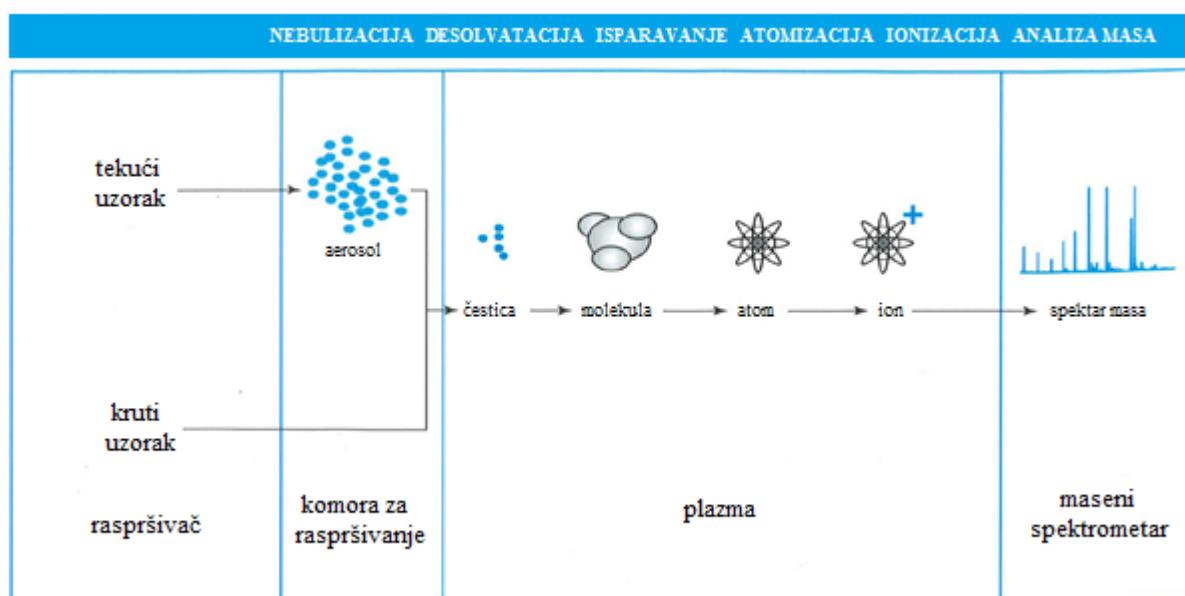 NEBULIZACIJA DESOLVATACIJA ISPARAVANJE ATOMIZACIJA IONIZACIJA ANALIZA MASA
tekući
uzorak
aerosol
čestica
molekula
atom
ion
spektar masa
kruti
uzorak
raspršivač
komora za
raspršivanje
plazma
maseni
spektrometar